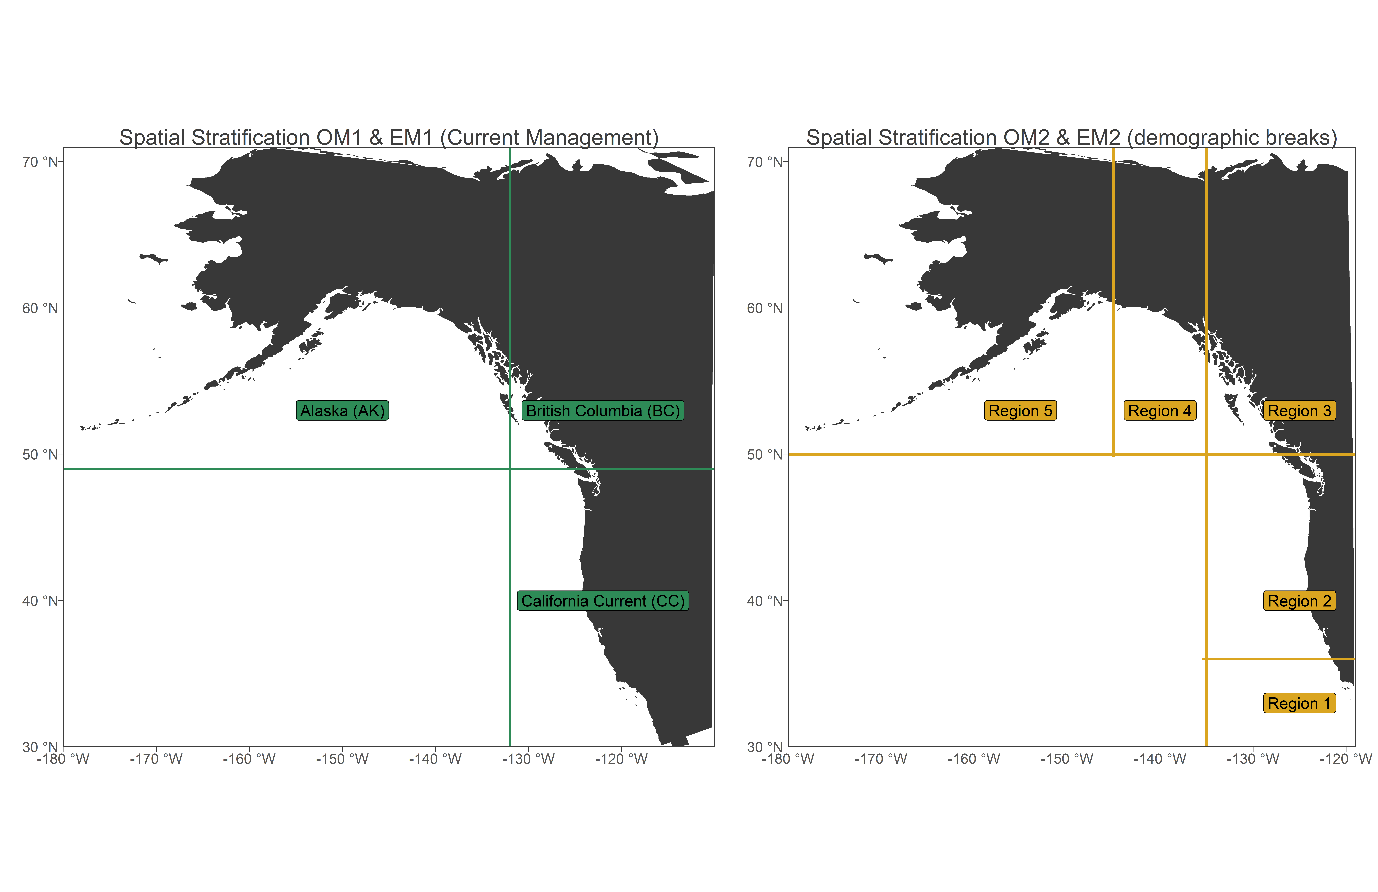 Spatial Stratification OM1 & EM1 (Current Management)
70 °N
60 °N
50 °N
40 °N
30 °N
-180 °W
-170 °W
-160 °W
-150 °W
-140 °W
-130 °W
-120 °W
Alaska (AK)
British Columbia (BC)
California Current (CC)
Spatial Stratification OM2 & EM2 (demographic breaks)
70 °N
60 °N
50 °N
40 °N
30 °N
-180 °W
-170 °W
-160 °W
-150 °W
-140 °W
-130 °W
-120 °W
Region 5
Region 4
Region 3
Region 2
Region 1